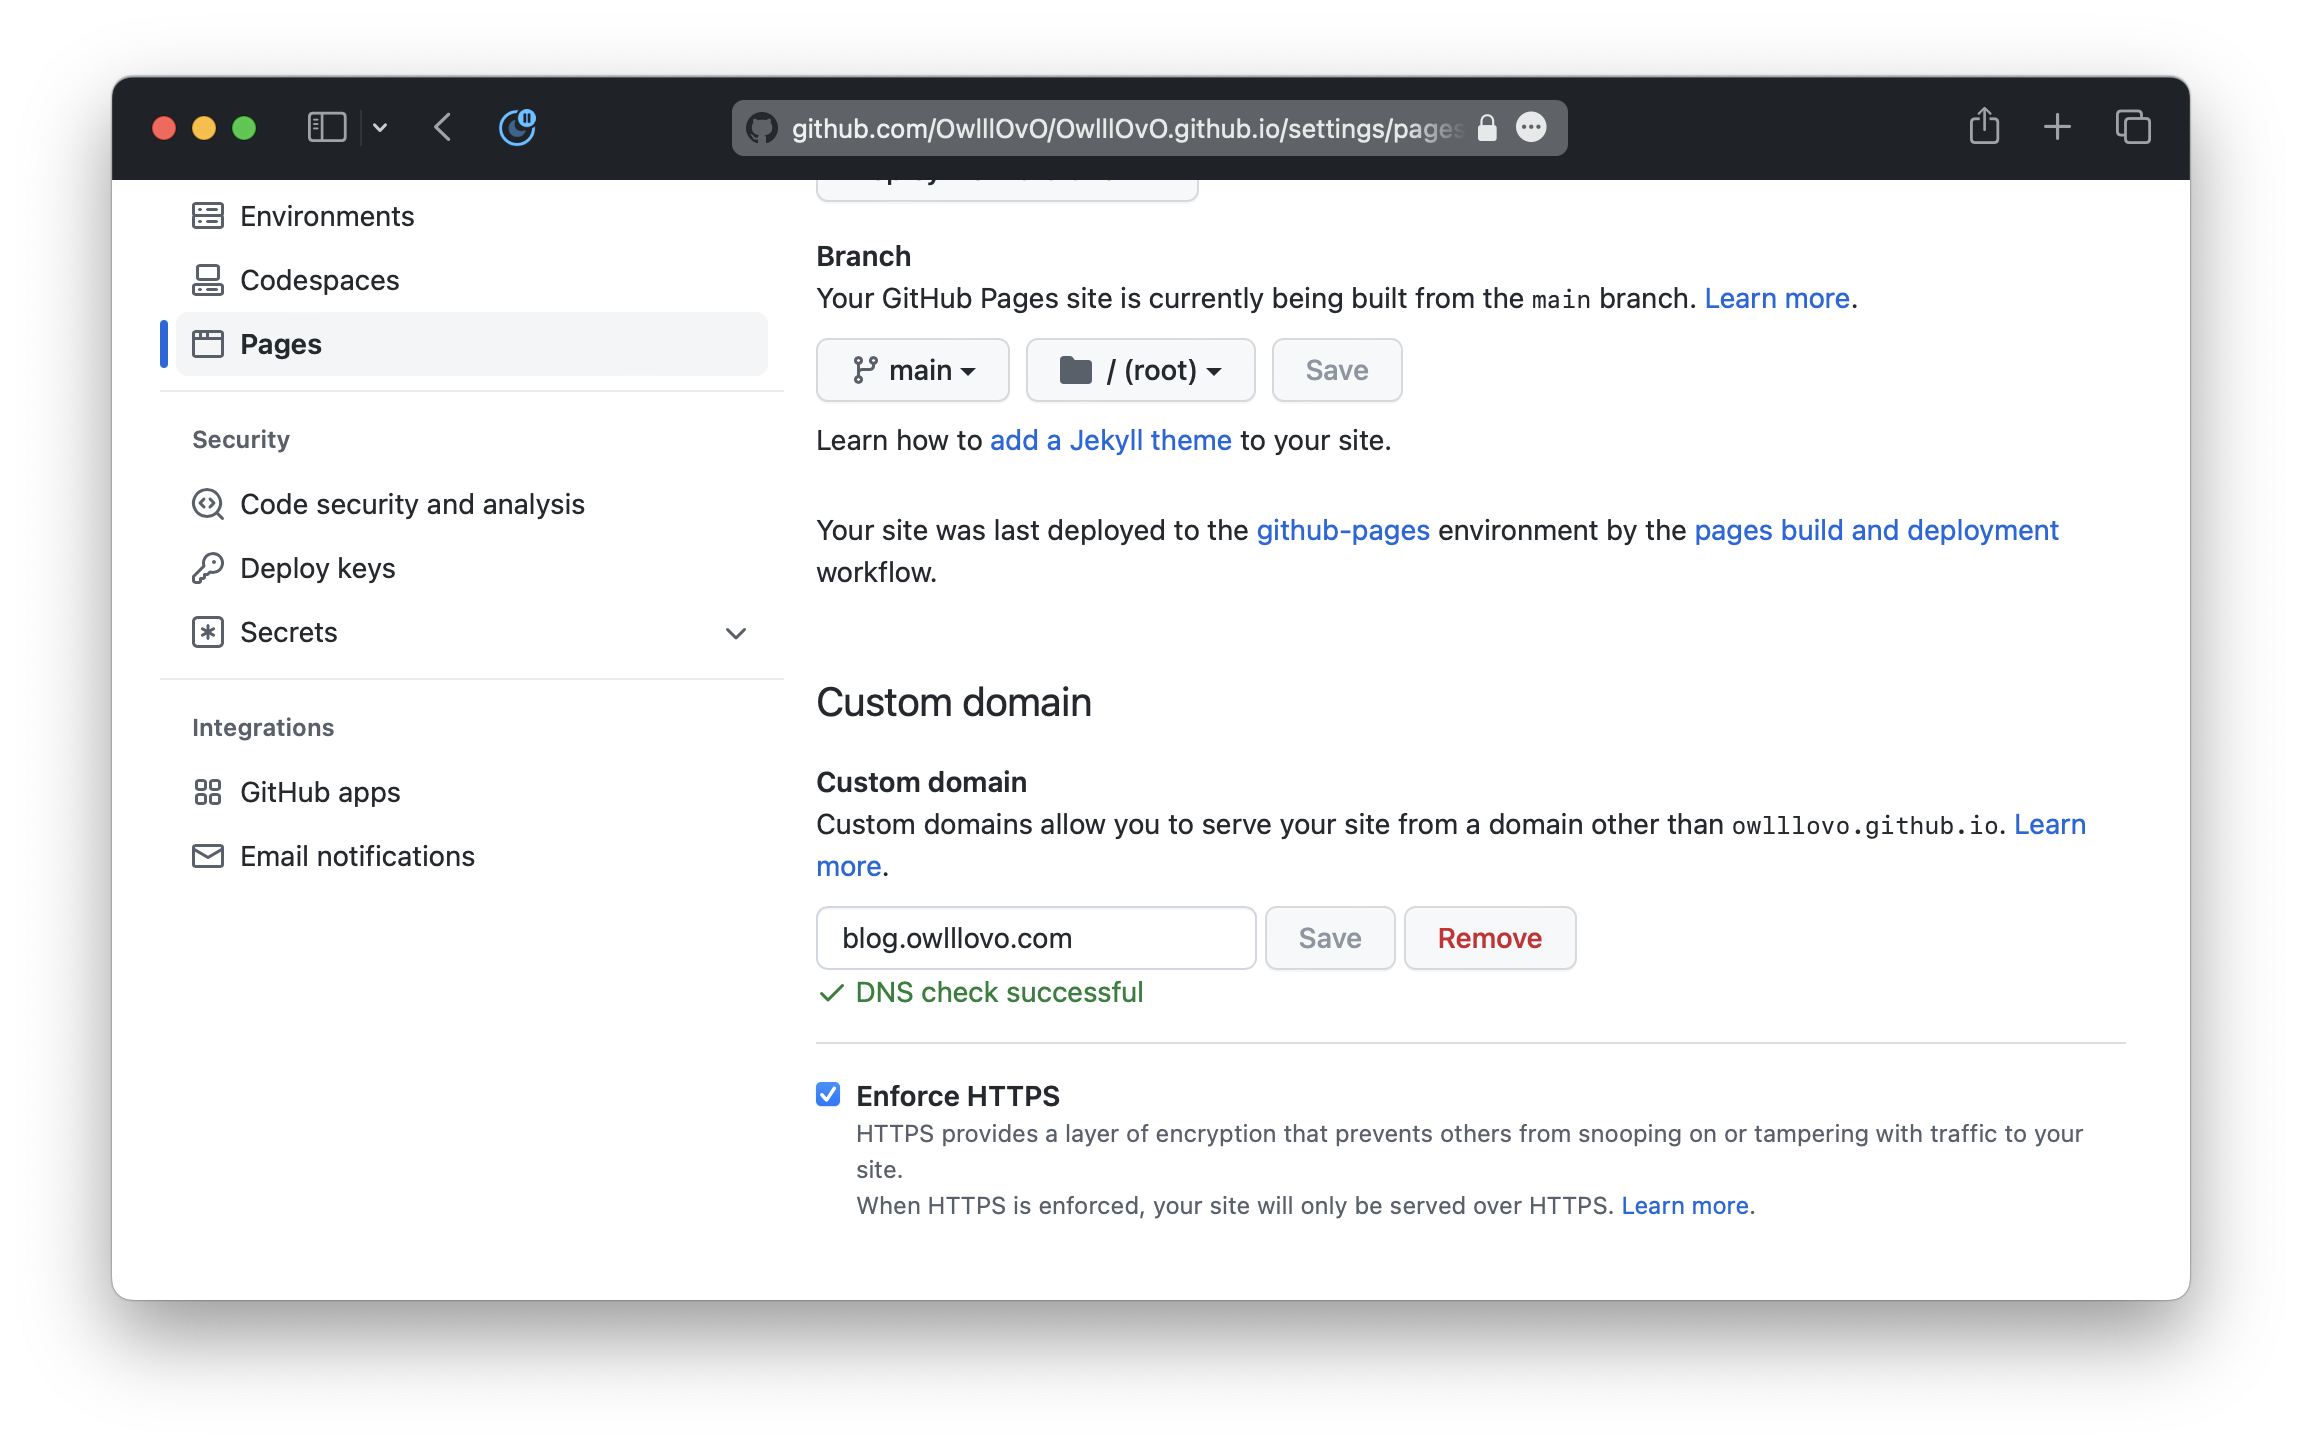 github.com/OwlllOvO/OwlllOvO.github.io/settings/pages
Environments
Codespaces
Pages
Security
Code security and analysis
Deploy keys
Secrets
Integrations
GitHub apps
Email notifications
Branch
Your GitHub Pages site is currently being built from the main branch. Learn more.
main
/ (root)
Save
Learn how to add a Jekyll theme to your site.
Your site was last deployed to the github-pages environment by the pages build and deployment
workflow.
Custom domain
Custom domain
Custom domains allow you to serve your site from a domain other than owlllovo.github.io. Learn
more.
blog.owlllovo.com
Save
Remove
DNS check successful
Enforce HTTPS
HTTPS provides a layer of encryption that prevents others from snooping on or tampering with traffic to your
site.
When HTTPS is enforced, your site will only be served over HTTPS. Learn more.